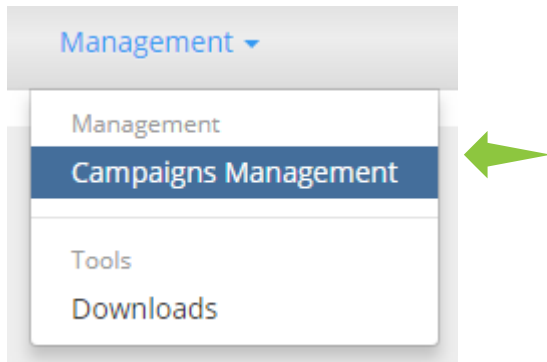 Management
Management
Campaigns Management
Tools
Downloads